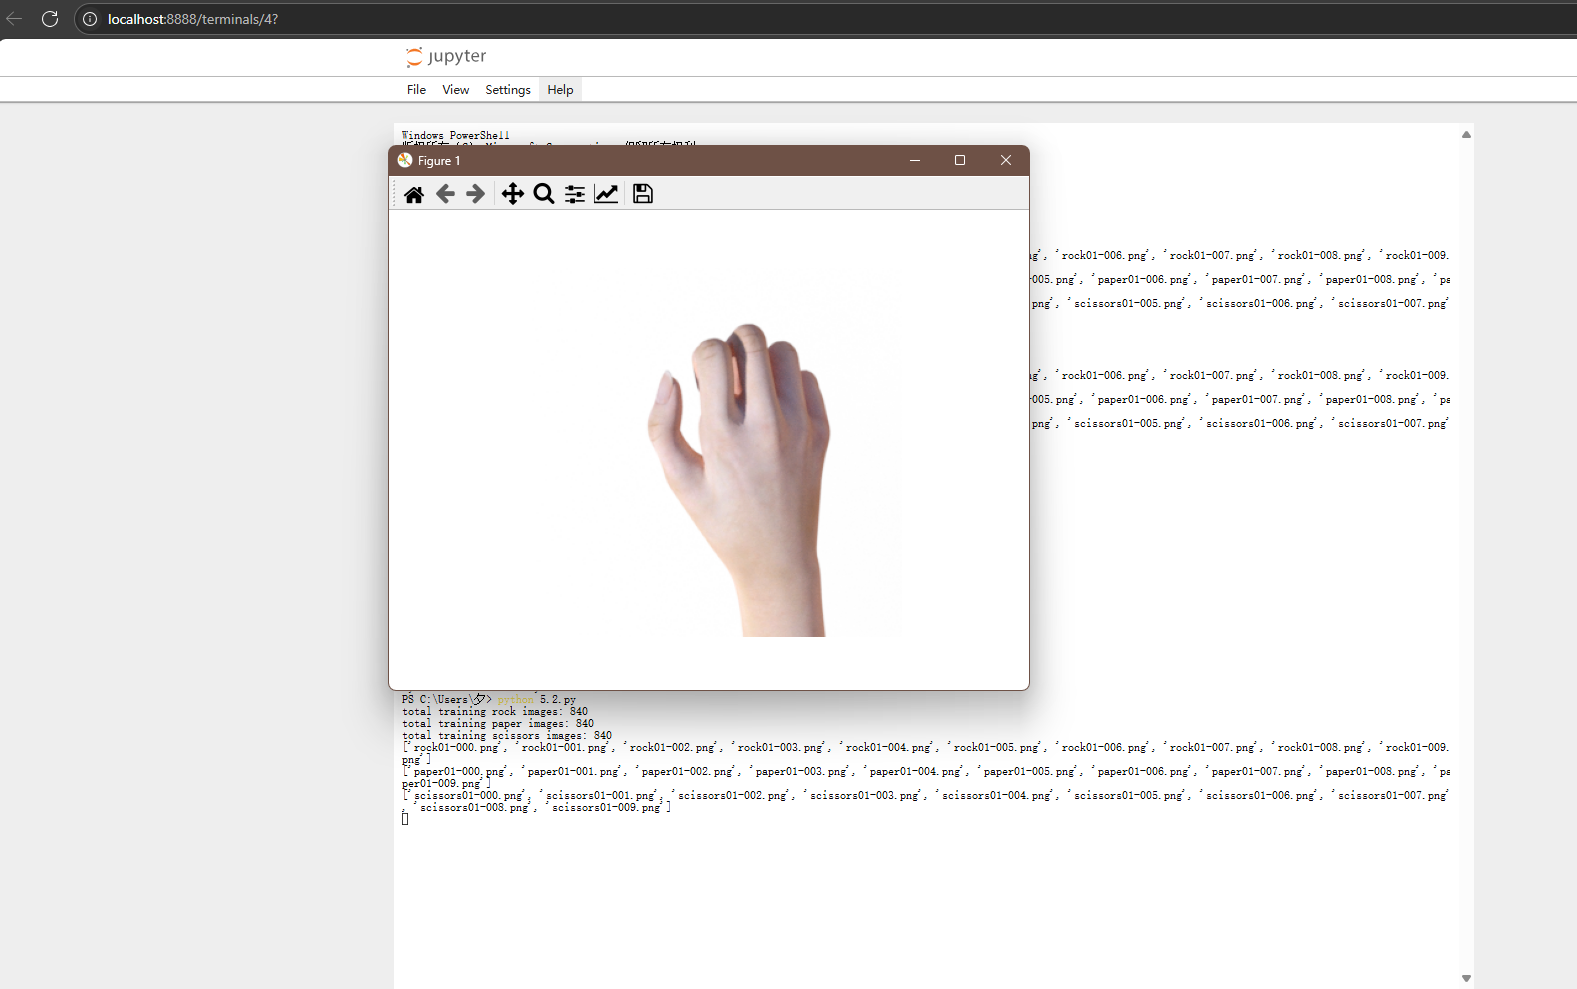 localhost:8888/terminals/4?
jupyter
File View Settings Help
Windows PowerShell
Figure 1
'rock01-006.png', 'rock01-007.png', 'rock01-008.png', 'rock01-009.
005.png', 'paper01-006.png', 'paper01-007.png', 'paper01-008.png', 'pa
png', 'scissors01-005.png', 'scissors01-006.png', 'scissors01-007.png'
'rock01-006.png', 'rock01-007.png', 'rock01-008.png', 'rock01-009.
005.png', 'paper01-006.png', 'paper01-007.png', 'paper01-008.png', 'pa
png', 'scissors01-005.png', 'scissors01-006.png', 'scissors01-007.png'
PS C:\Users\夕> python 5.2.py
total training rock images: 840
total training paper images: 840
total training scissors images: 840
['rock01-000.png', 'rock01-001.png', 'rock01-002.png', 'rock01-003.png', 'rock01-004.png', 'rock01-005.png', 'rock01-006.png', 'rock01-007.png', 'rock01-008.png', 'rock01-009.
png']
['paper01-000.png', 'paper01-001.png', 'paper01-002.png', 'paper01-003.png', 'paper01-004.png', 'paper01-005.png', 'paper01-006.png', 'paper01-007.png', 'paper01-008.png', 'pa
per01-009.png']
['scissors01-000.png', 'scissors01-001.png', 'scissors01-002.png', 'scissors01-003.png', 'scissors01-004.png', 'scissors01-005.png', 'scissors01-006.png', 'scissors01-007.png'
, 'scissors01-008.png', 'scissors01-009.png']